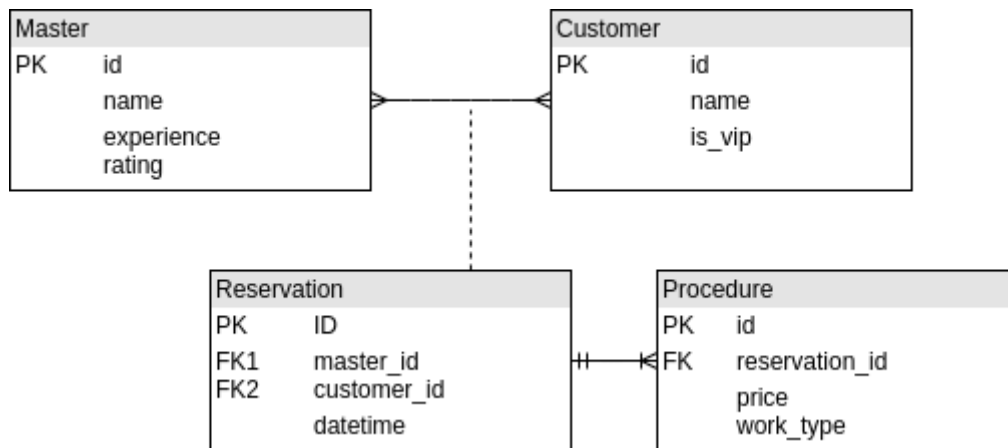 Master
PK id
name
experience
rating
Customer
PK id
name
is_vip
Reservation
PK ID
FK1 master_id
FK2 customer_id
datetime
Procedure
PK id
FK reservation_id
price
work_type